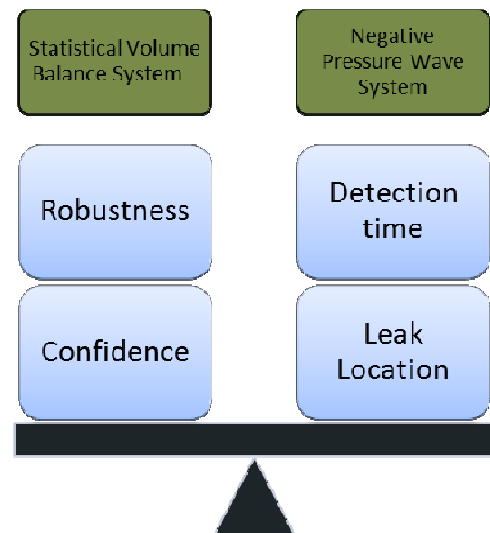 Statistical Volume
Balance System
Negative
Pressure Wave
System
Robustness
Detection
time
Confidence
Leak
Location